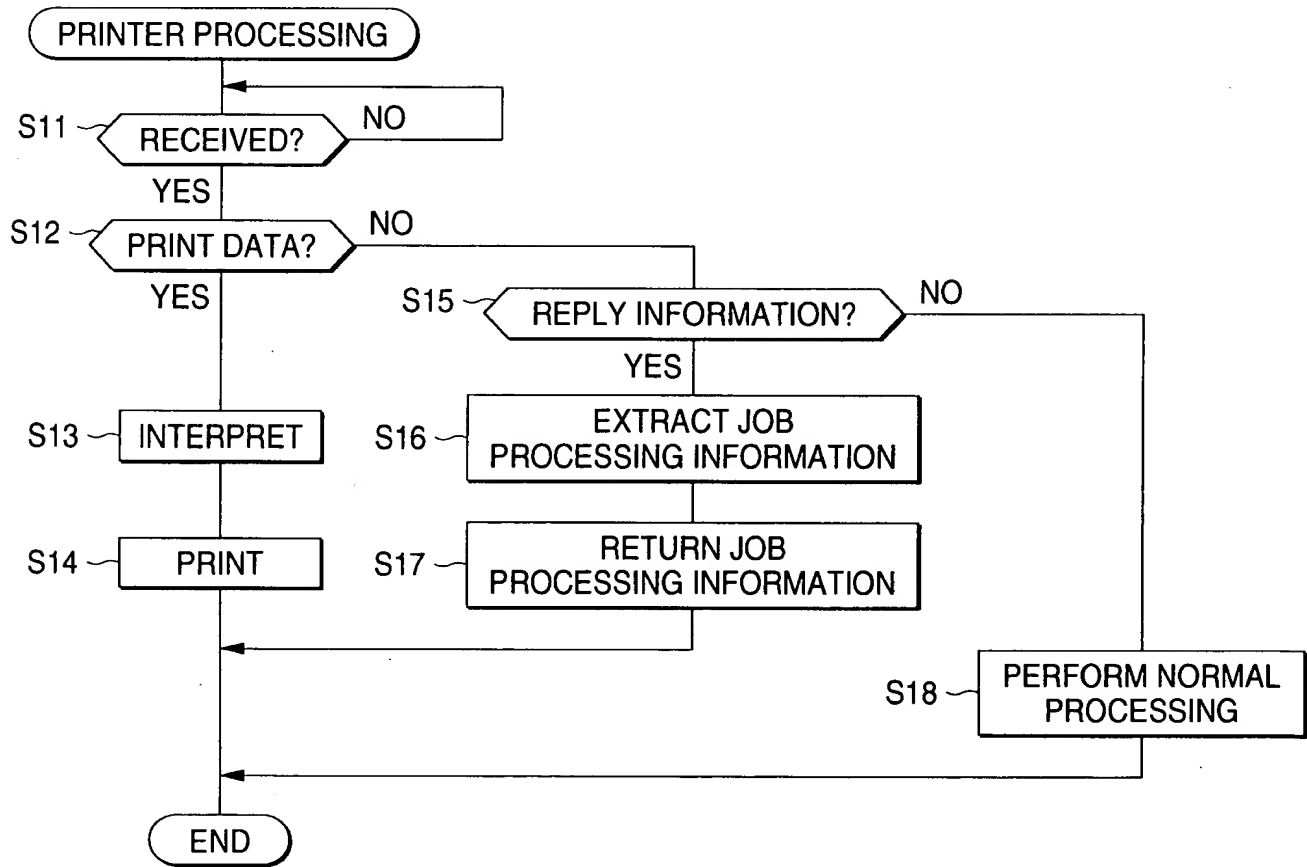 PRINTER PROCESSING
S11
RECEIVED?
NO
YES
S12
PRINT DATA?
NO
YES
S15
REPLY INFORMATION?
NO
YES
S13
INTERPRET
S16
EXTRACT JOB
PROCESSING INFORMATION
S14
PRINT
S17
RETURN JOB
PROCESSING INFORMATION
S18
PERFORM NORMAL
PROCESSING
END